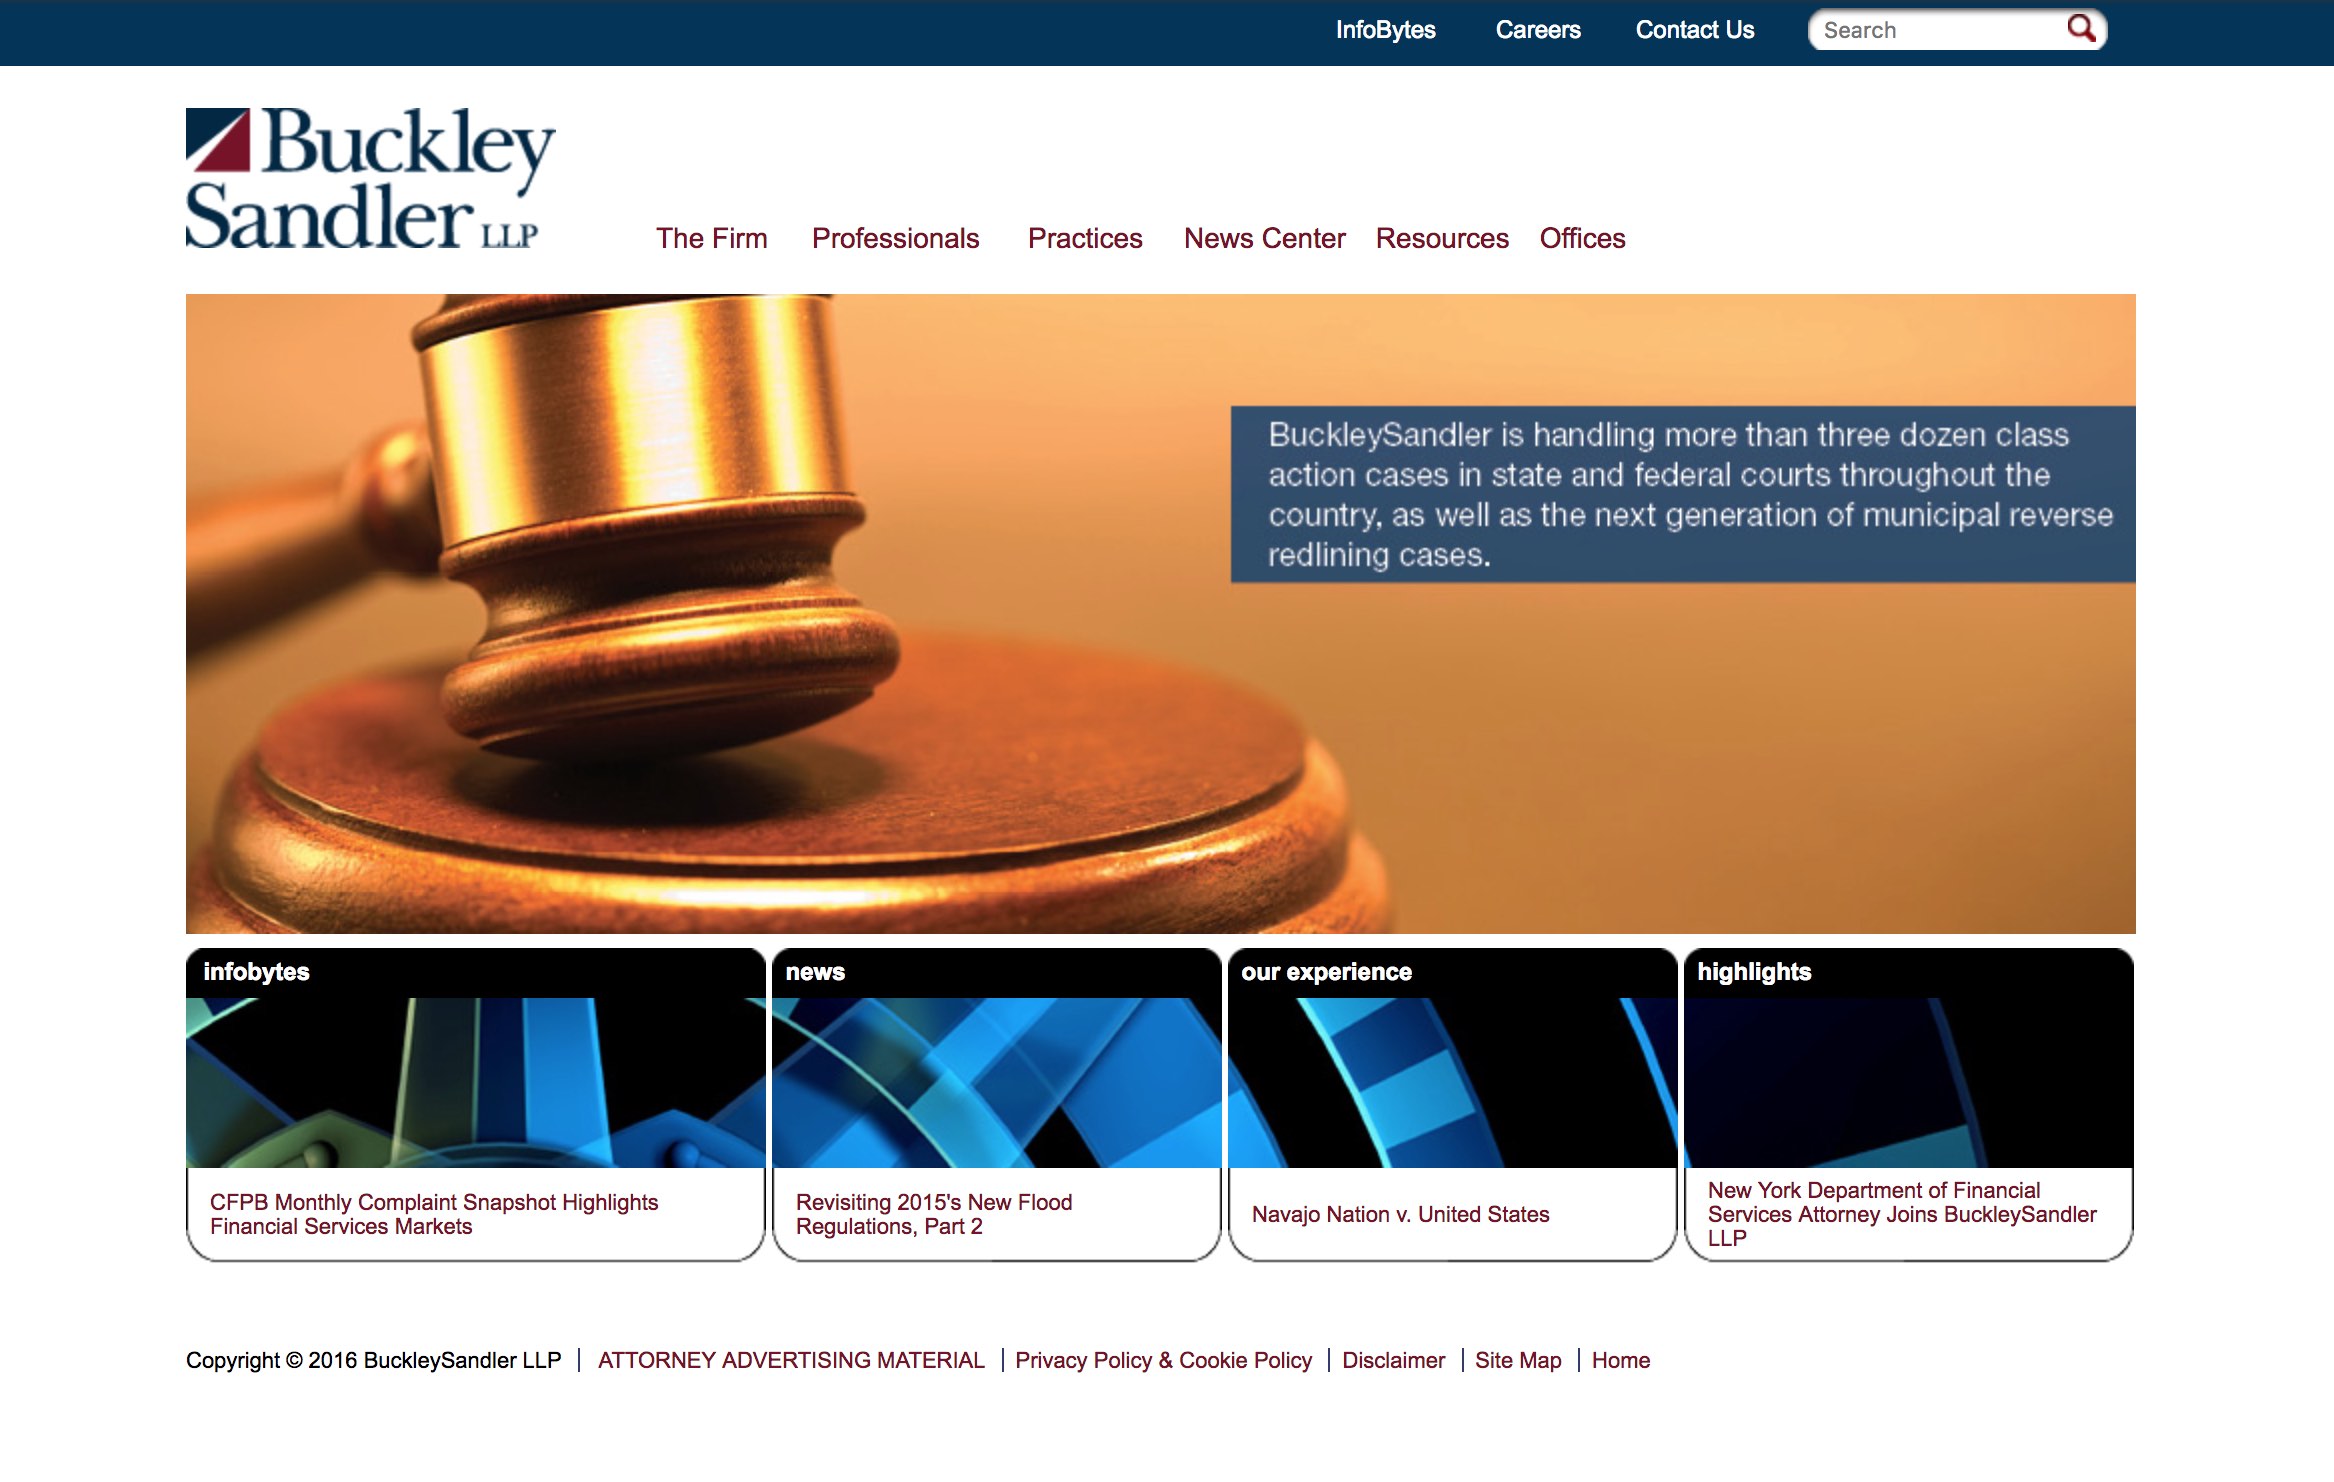 InfoBytes Careers Contact Us Search
Buckley
Sandler LLP
The Firm Professionals Practices News Center Resources Offices
BuckleySandler is handling more than three dozen class
action cases in state and federal courts throughout the
country, as well as the next generation of municipal reverse
redlining cases.
infobytes
CFPB Monthly Complaint Snapshot Highlights
Financial Services Markets
news
Revisiting 2015's New Flood
Regulations, Part 2
our experience
Navajo Nation v. United States
highlights
New York Department of Financial
Services Attorney Joins BuckleySandler
LLP
Copyright © 2016 BuckleySandler LLP | ATTORNEY ADVERTISING MATERIAL | Privacy Policy & Cookie Policy | Disclaimer | Site Map | Home